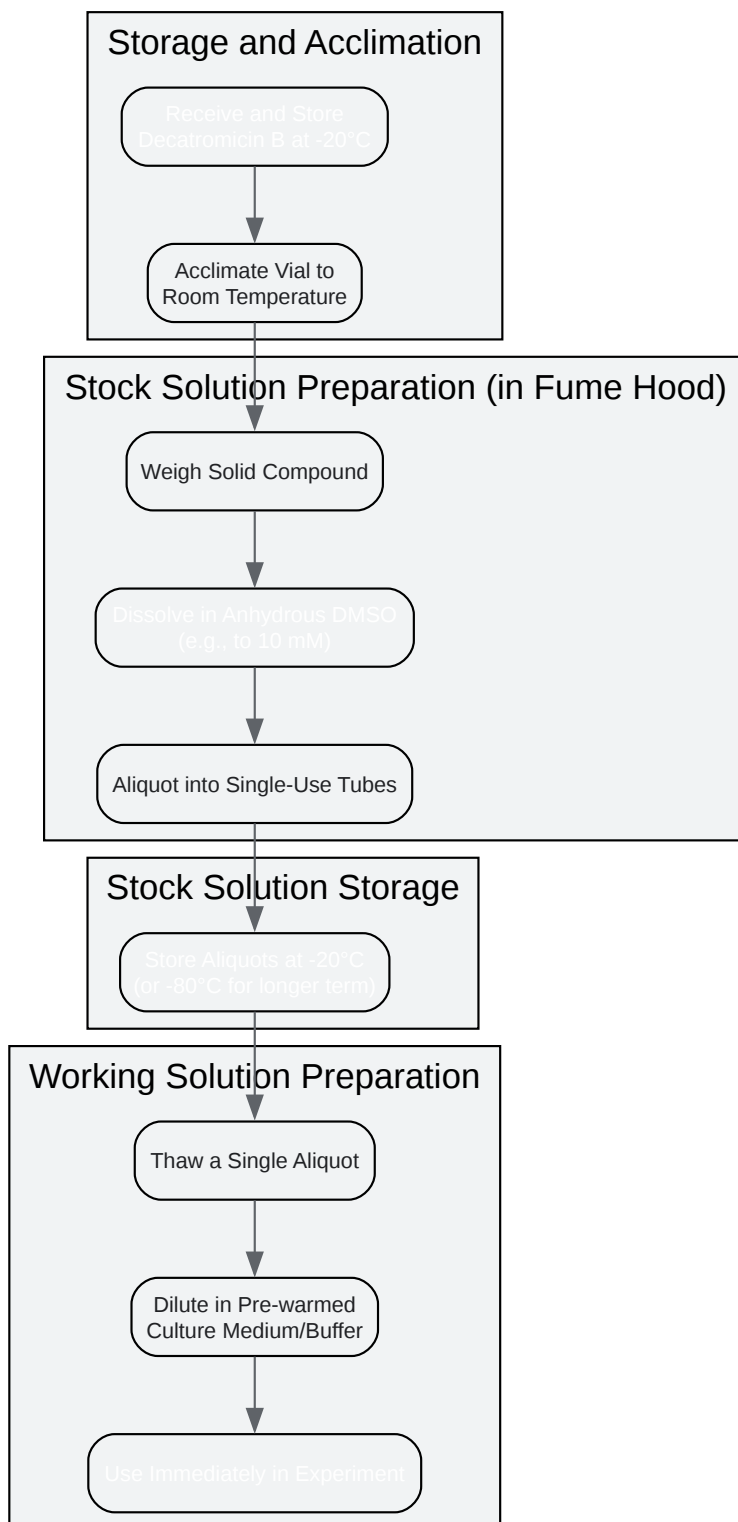 Storage and Acclimation
Receive and Store
Decatromicin B at -20°C
Acclimate Vial to
Room Temperature
Stock Solution Preparation (in Fume Hood)
Weigh Solid Compound
Dissolve in Anhydrous DMSO
(e.g., to 10 mM)
Aliquot into Single-Use Tubes
Stock Solution Storage
Store Aliquots at -20°C
(or -80°C for longer term)
Working Solution Preparation
Thaw a Single Aliquot
Dilute in Pre-warmed
Culture Medium/Buffer
Use Immediately in Experiment